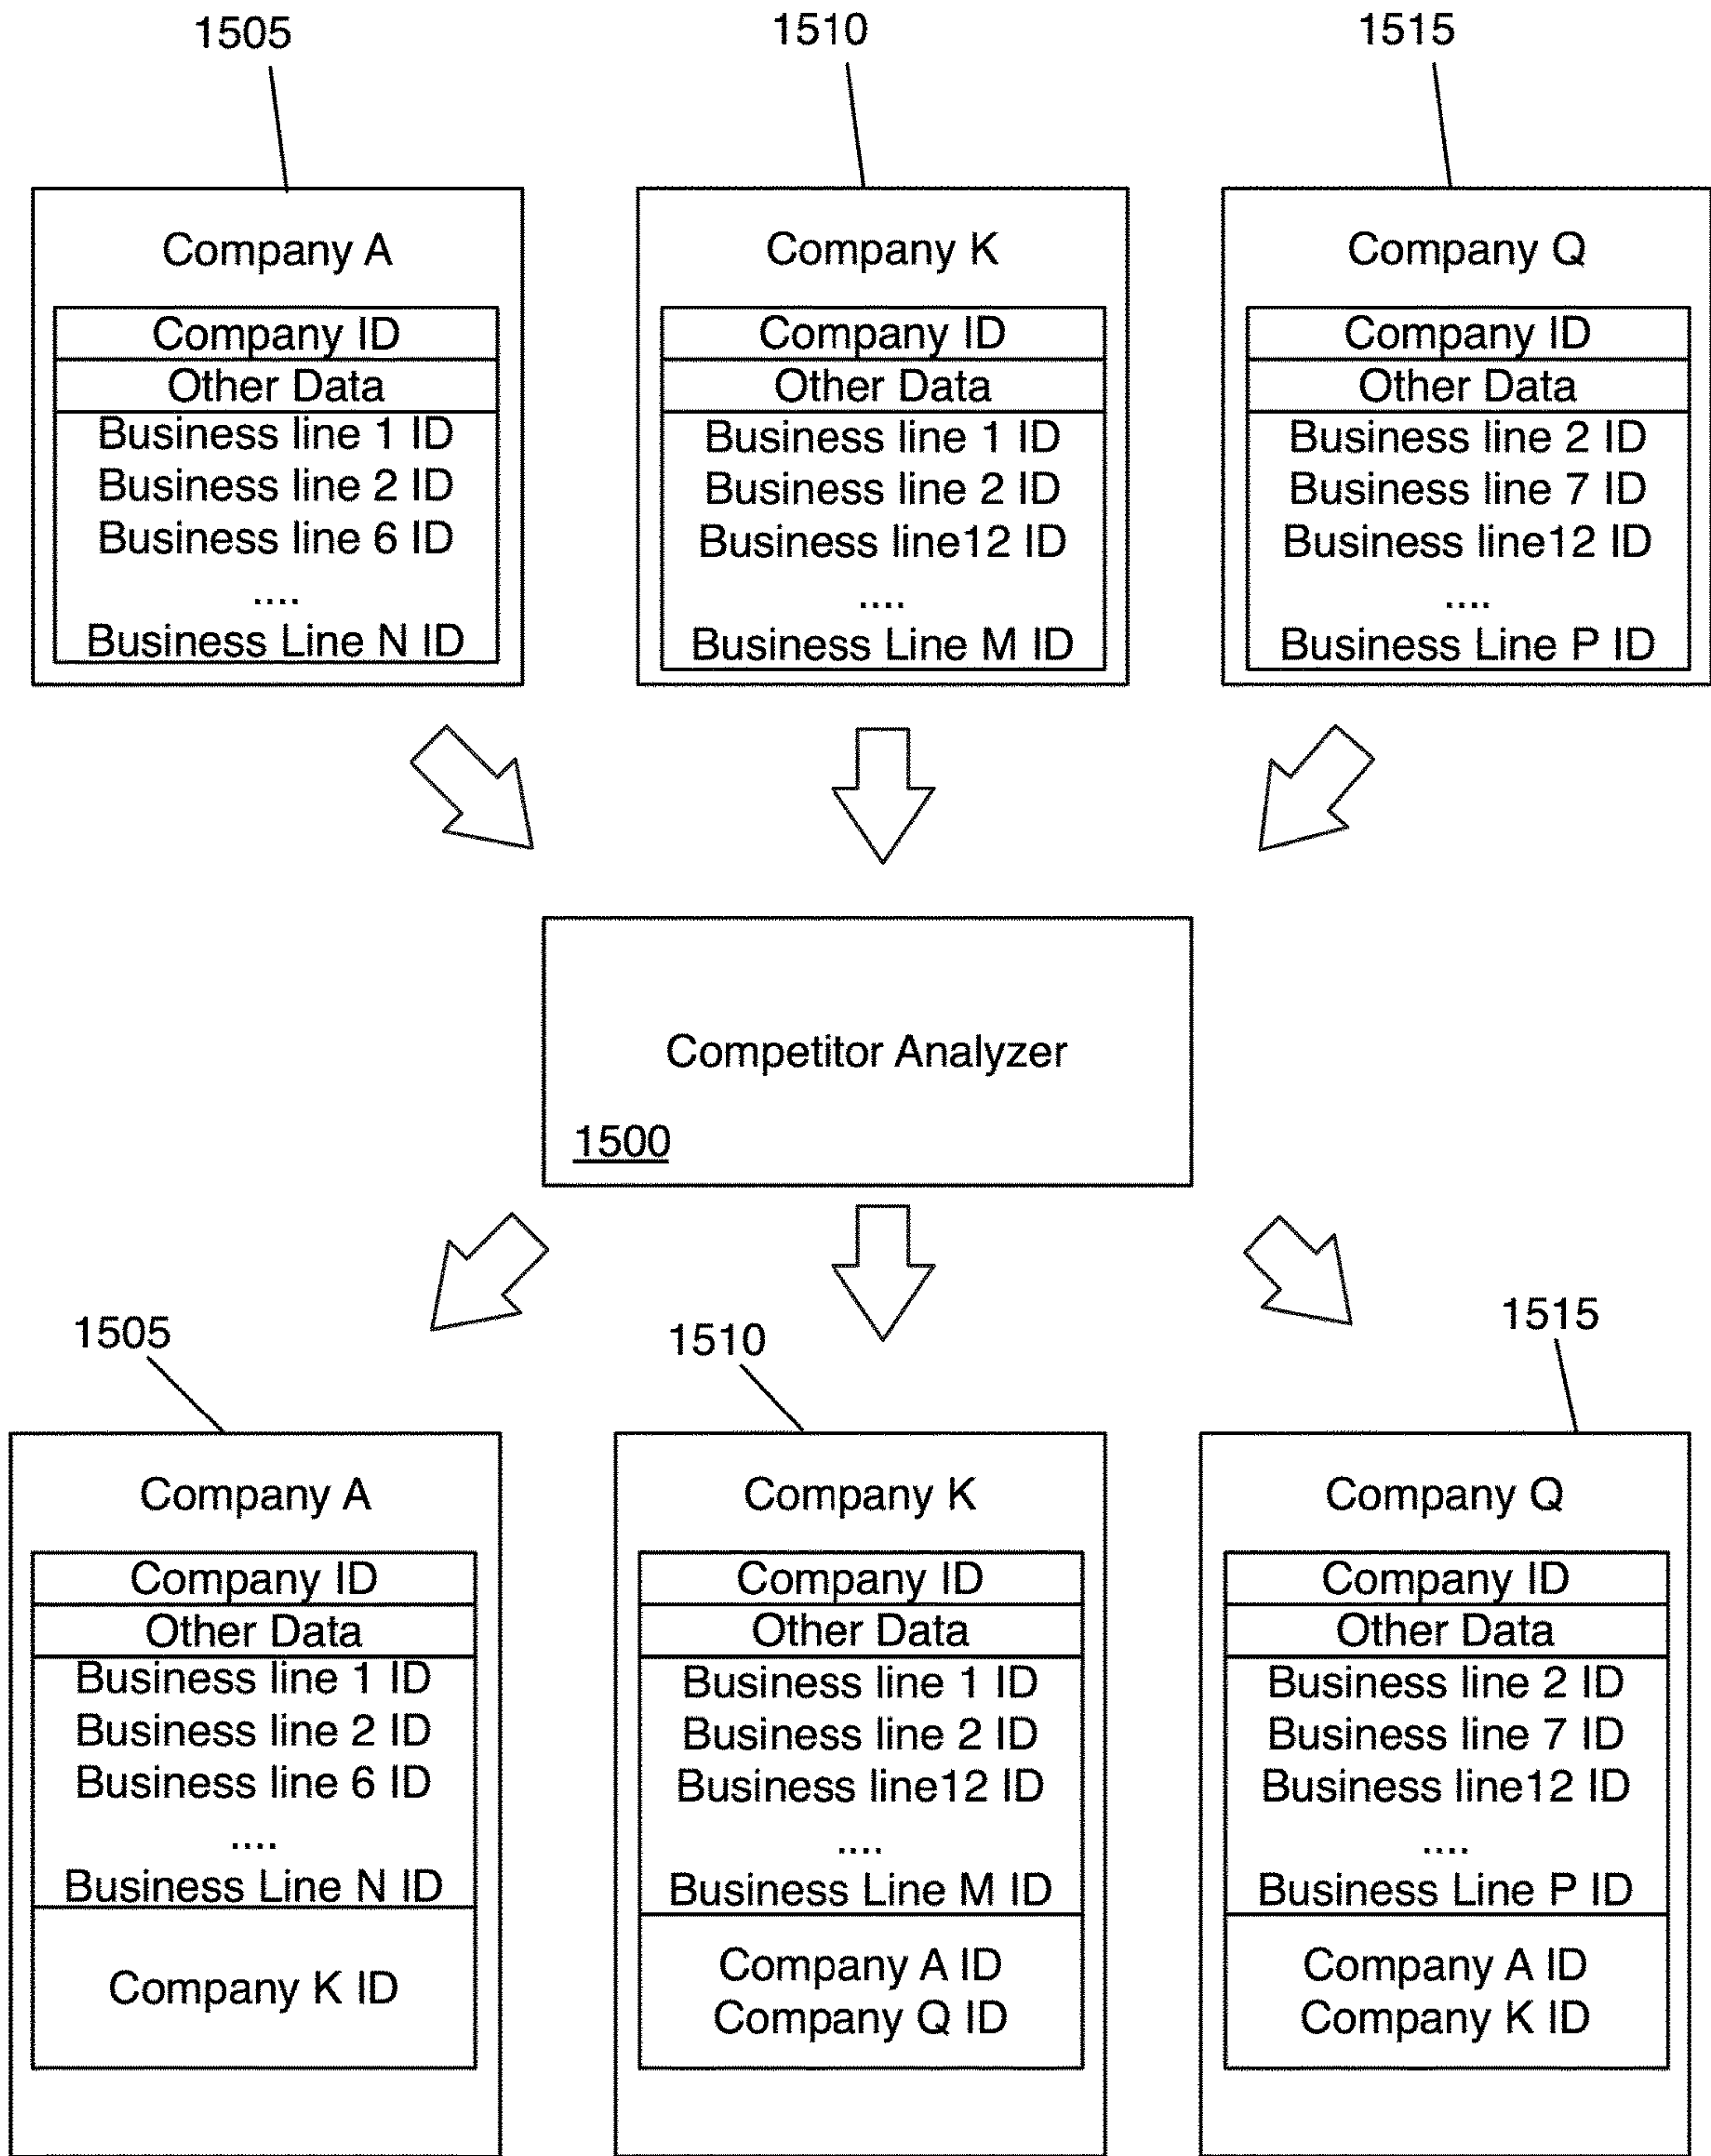 1505
1510
1515
Company A
Company ID
Other Data
Business line 1 ID
Business line 2 ID
Business line 6 ID
....
Business Line N ID
Company K
Company ID
Other Data
Business line 1 ID
Business line 2 ID
Business line12 ID
....
Business Line M ID
Company Q
Company ID
Other Data
Business line 2 ID
Business line 7 ID
Business line12 ID
....
Business Line P ID
Competitor Analyzer
1500
1505
1510
1515
Company A
Company ID
Other Data
Business line 1 ID
Business line 2 ID
Business line 6 ID
....
Business Line N ID
Company K ID
Company K
Company ID
Other Data
Business line 1 ID
Business line 2 ID
Business line12 ID
....
Business Line M ID
Company A ID
Company Q ID
Company Q
Company ID
Other Data
Business line 2 ID
Business line 7 ID
Business line12 ID
....
Business Line P ID
Company A ID
Company K ID